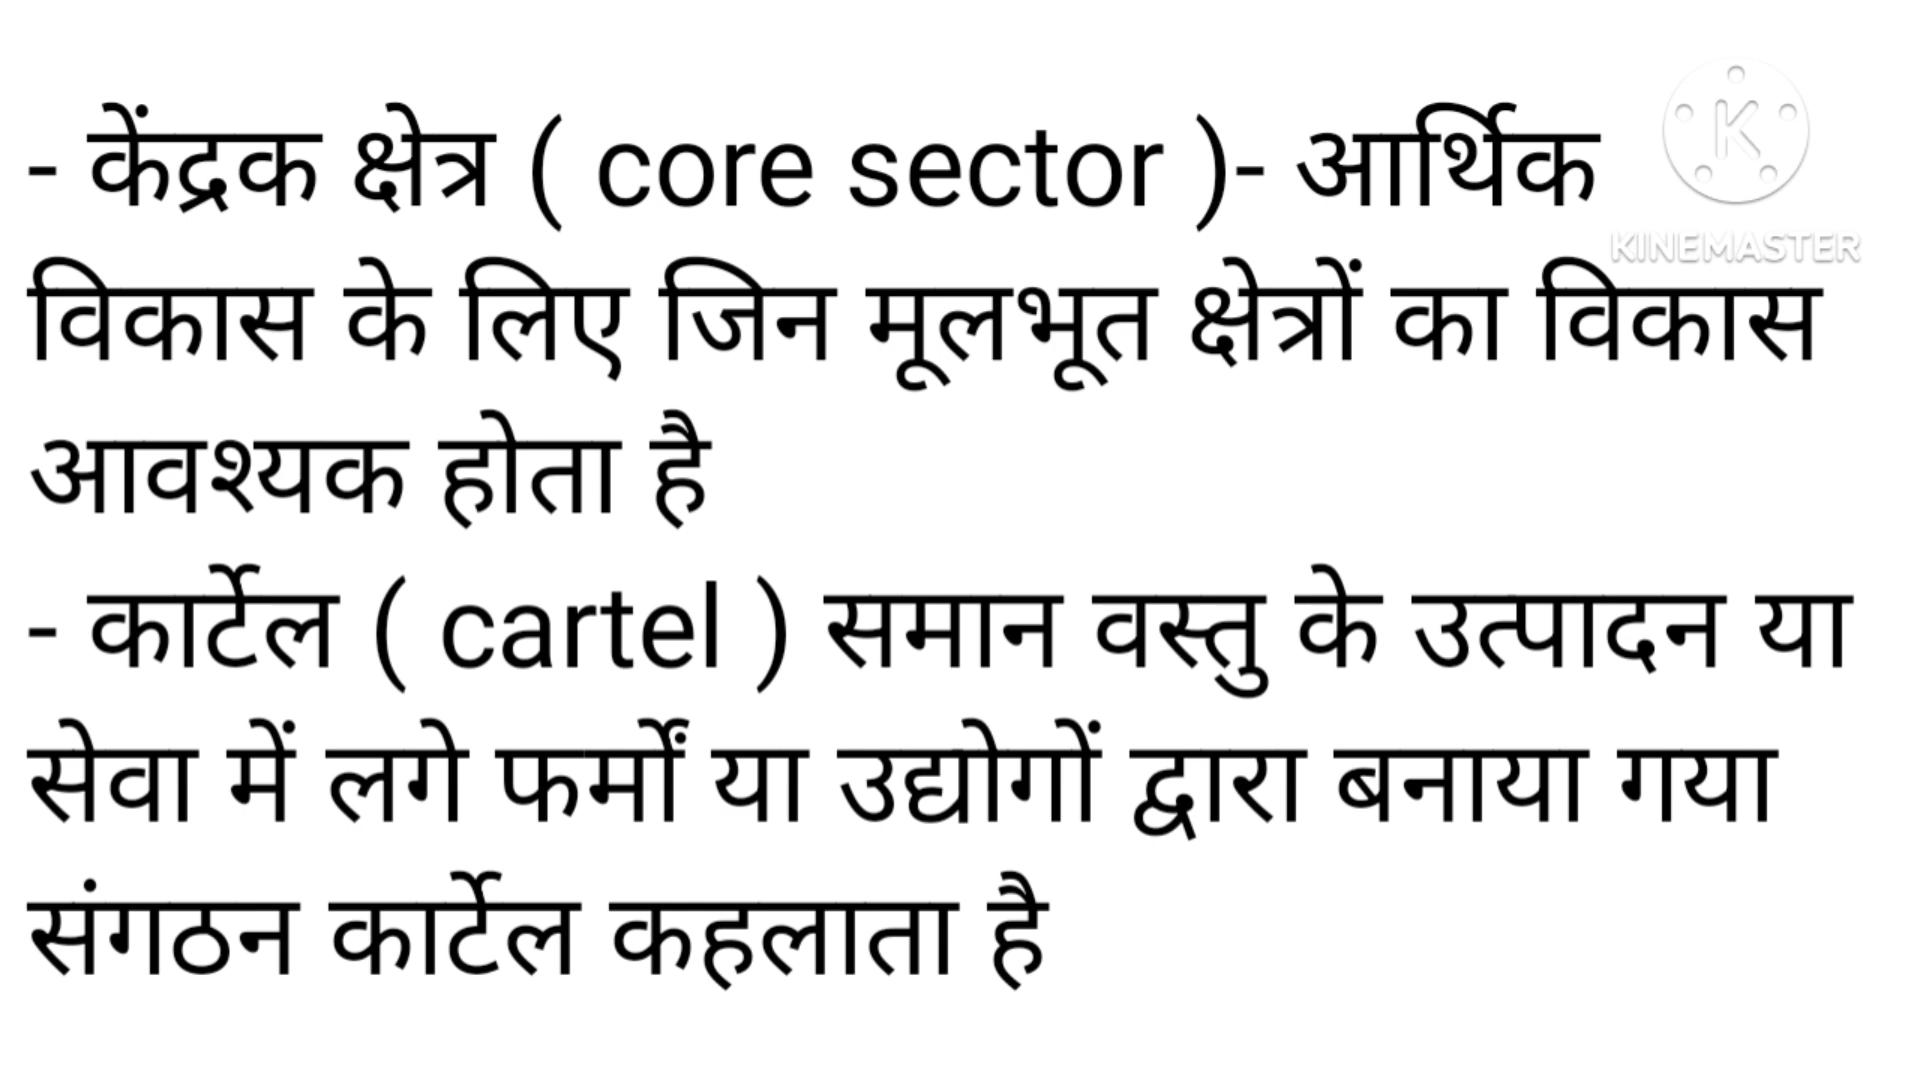 - केंद्रक क्षेत्र ( core sector )- आर्थिक
विकास के लिए जिन मूलभूत क्षेत्रों का विकास
आवश्यक होता है
- कार्टेल ( cartel ) समान वस्तु के उत्पादन या
सेवा में लगे फर्मों या उद्योगों द्वारा बनाया गया
संगठन कार्टेल कहलाता है
K
KINEMASTER